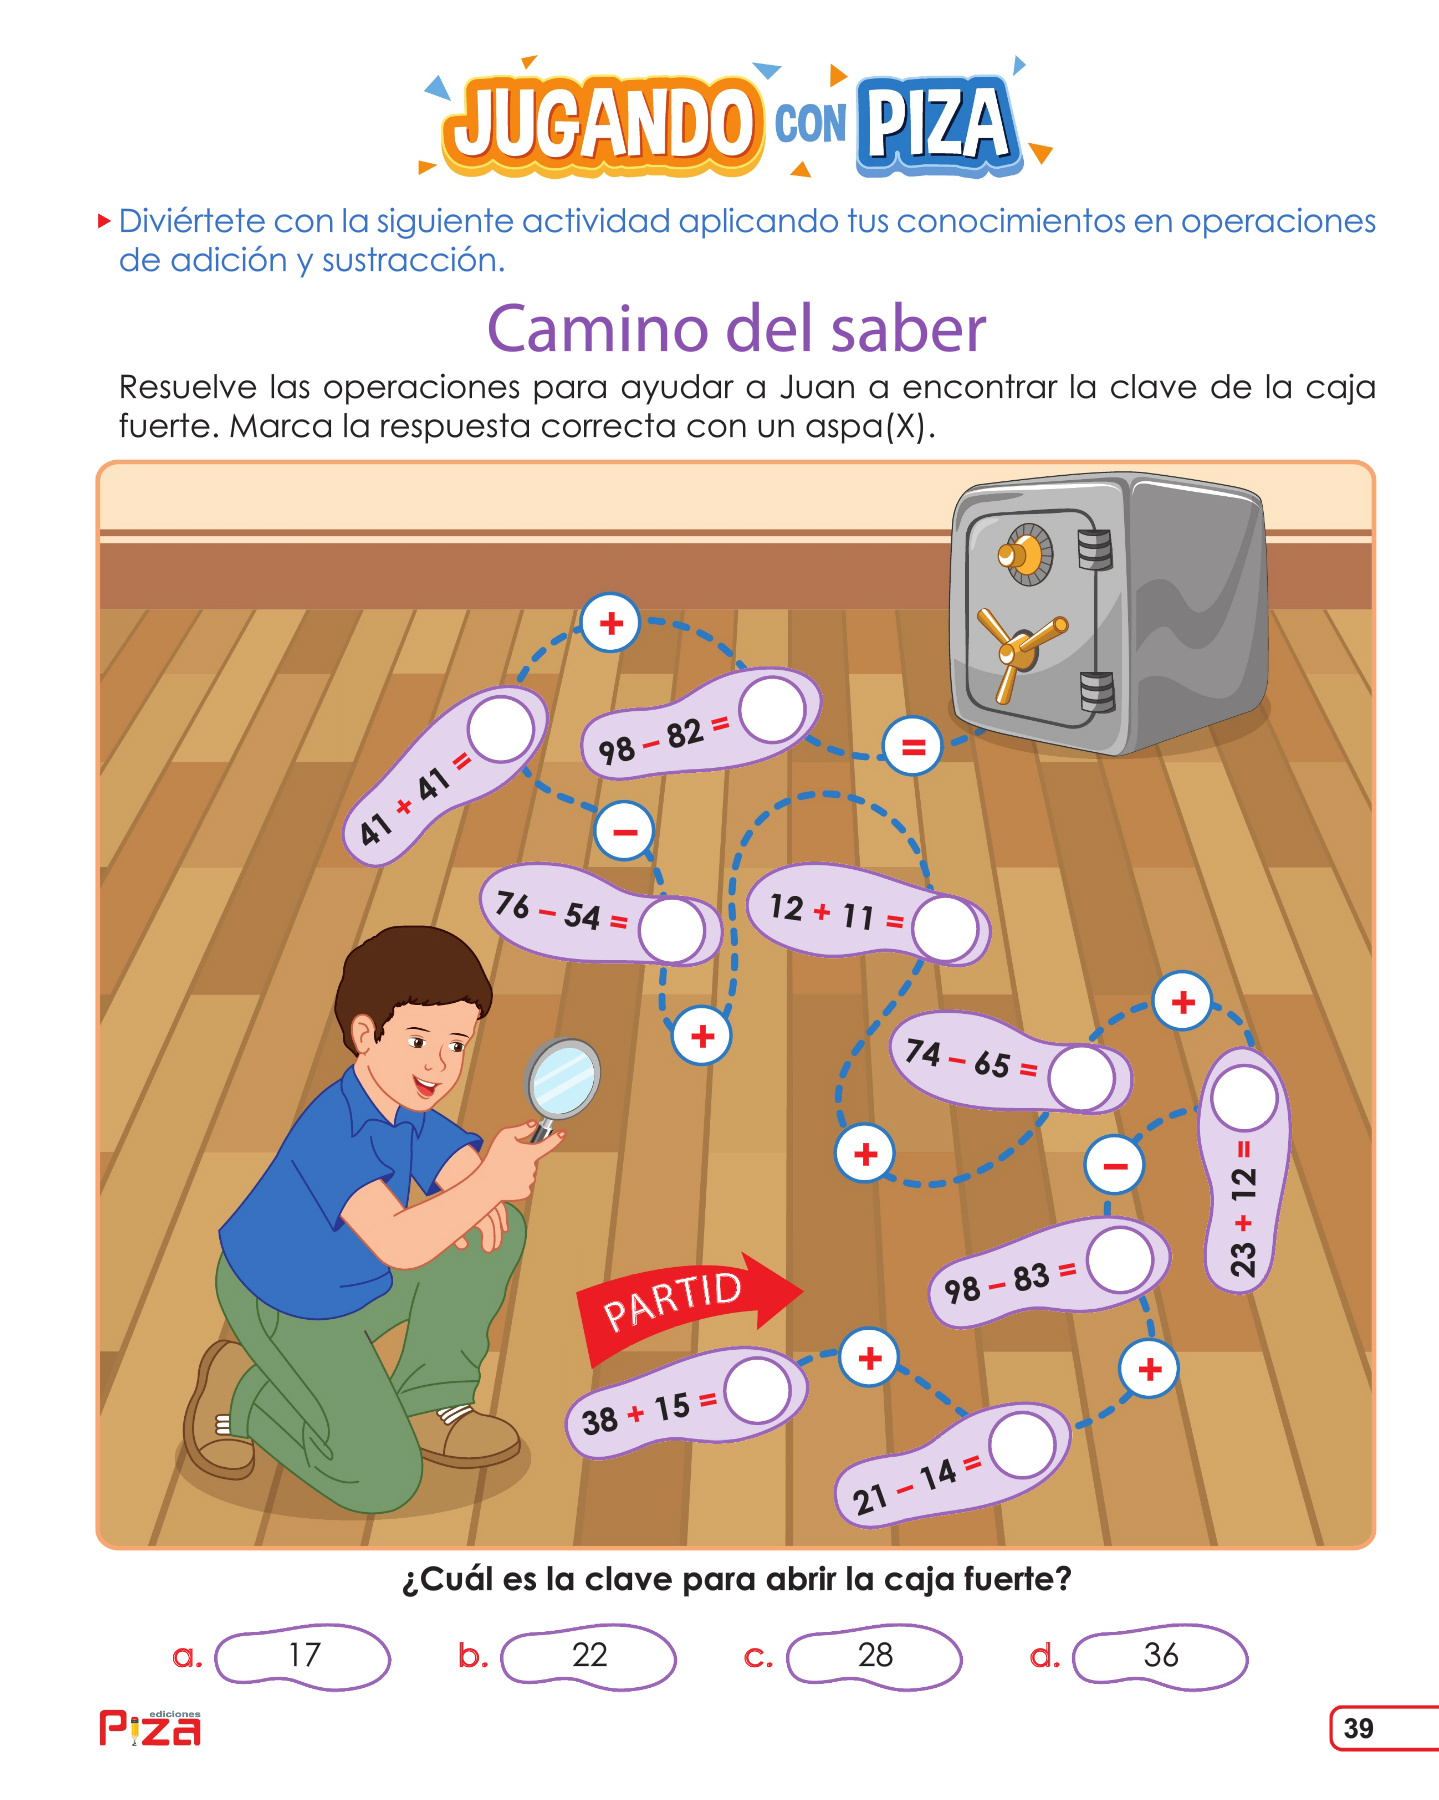 JUGANDO CON PIZA
Diviértete con la siguiente actividad aplicando tus conocimientos en operaciones
de adición y sustracción.
Camino del saber
Resuelve las operaciones para ayudar a Juan a encontrar la clave de la caja
fuerte. Marca la respuesta correcta con un aspa(X).
+
98 – 82 =
=
41 + 41 =
–
76 – 54 =
12 + 11 =
+
+
74 – 65 =
+
–
23 + 12 =
98 – 83 =
PARTID
+
+
38 + 15 =
21 – 14 =
¿Cuál es la clave para abrir la caja fuerte?
a. 17
b. 22
c. 28
d. 36
ediciones
Piza
39